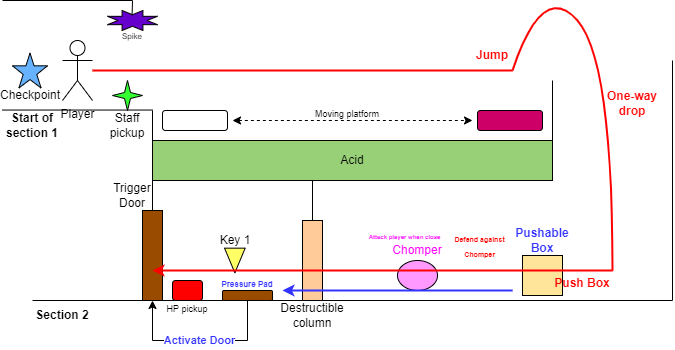 Spike
Jump
Checkpoint
Player
Start of
section 1
Staff
pickup
Moving platform
One-way
drop
Acid
Trigger
Door
Key 1
Attack player when close
Chomper
Defend against
Chomper
Pushable
Box
Pressure Pad
Push Box
HP pickup
Destructible
column
Section 2
Activate Door